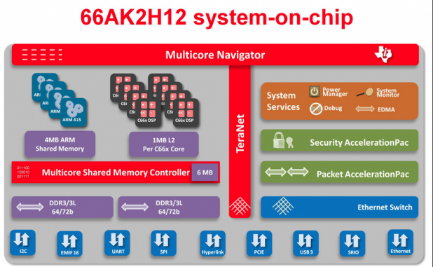 66AK2H12 system-on-chip
Multicore Navigator
ARM A15
C66x DSP
4MB ARM
Shared Memory
1MB L2
Per C66x Core
TeraNet
System
Services
Power
Manager
System
Monitor
Debug
EDMA
Security AccelerationPac
Multicore Shared Memory Controller
6 MB
Packet AccelerationPac
DDR3/3L
64/72b
DDR3/3L
64/72b
Ethernet Switch
I2C
EMIF 16
UART
SPI
Hyperlink
PCIE
USB 3
SRIO
Ethernet